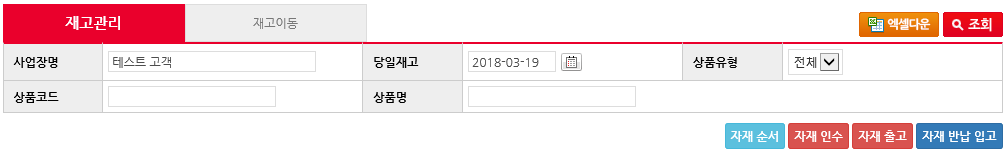 재고관리 재고이동 엑셀다운 조회
사업장명 테스트 고객 당일재고 2018-03-19 상품유형 전체
상품코드 상품명
자재 순서 자재 인수 자재 출고 자재 반납 입고